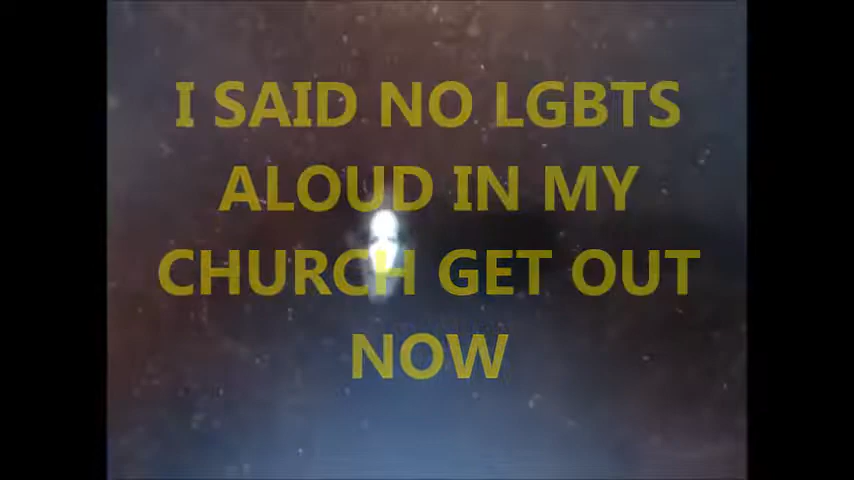 I SAID NO LGBTS
ALOUD IN MY
CHURCH GET OUT
NOW